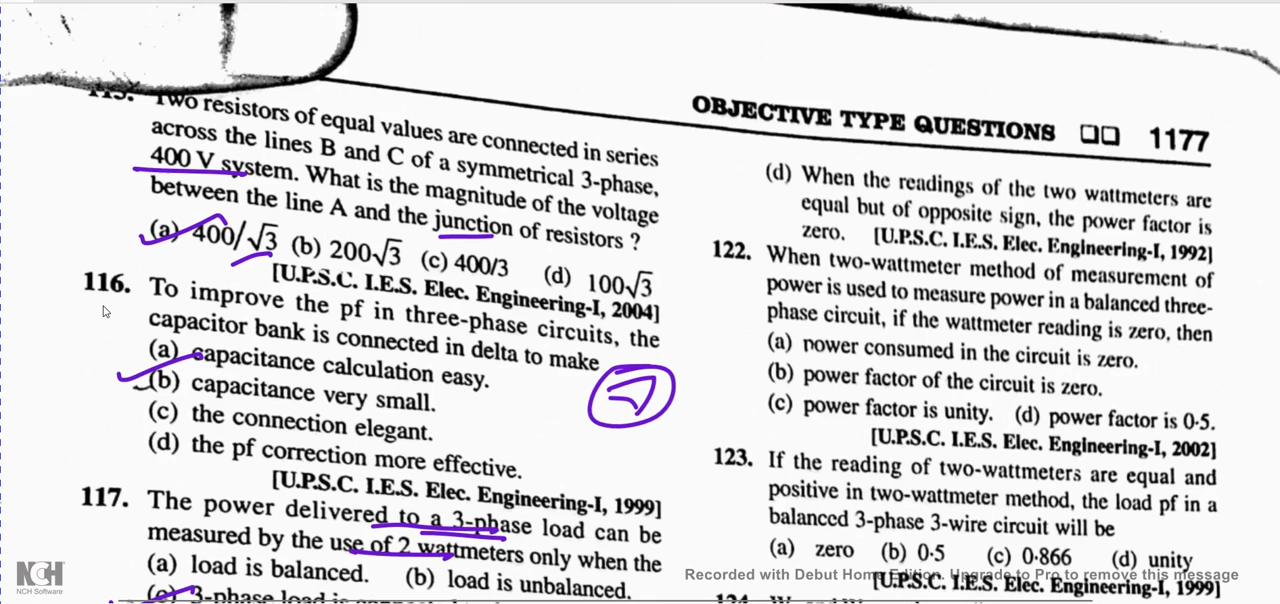 OBJECTIVE TYPE QUESTIONS ❑❑ 1177
115. Two resistors of equal values are connected in series
across the lines B and C of a symmetrical 3-phase,
400 V system. What is the magnitude of the voltage
between the line A and the junction of resistors ?
(a) 400/√3 (b) 200√3 (c) 400/3 (d) 100√3
[U.P.S.C. I.E.S. Elec. Engineering-I, 2004]
116. To improve the pf in three-phase circuits, the
capacitor bank is connected in delta to make
(a) capacitance calculation easy.
(b) capacitance very small.
(c) the connection elegant.
(d) the pf correction more effective.
[U.P.S.C. I.E.S. Elec. Engineering-I, 1999]
117. The power delivered to a 3-phase load can be
measured by the use of 2 wattmeters only when the
(a) load is balanced. (b) load is unbalanced.
(d) When the readings of the two wattmeters are
equal but of opposite sign, the power factor is
zero. [U.P.S.C. I.E.S. Elec. Engineering-I, 1992]
122. When two-wattmeter method of measurement of
power is used to measure power in a balanced three-
phase circuit, if the wattmeter reading is zero, then
(a) power consumed in the circuit is zero.
(b) power factor of the circuit is zero.
(c) power factor is unity. (d) power factor is 0·5.
[U.P.S.C. I.E.S. Elec. Engineering-I, 2002]
123. If the reading of two-wattmeters are equal and
positive in two-wattmeter method, the load pf in a
balanced 3-phase 3-wire circuit will be
(a) zero (b) 0·5 (c) 0·866 (d) unity
[U.P.S.C. I.E.S. Elec. Engineering-I, 1999]
Recorded with Debut Home Edition. Upgrade to Pro to remove this message
NCH
NCH Software